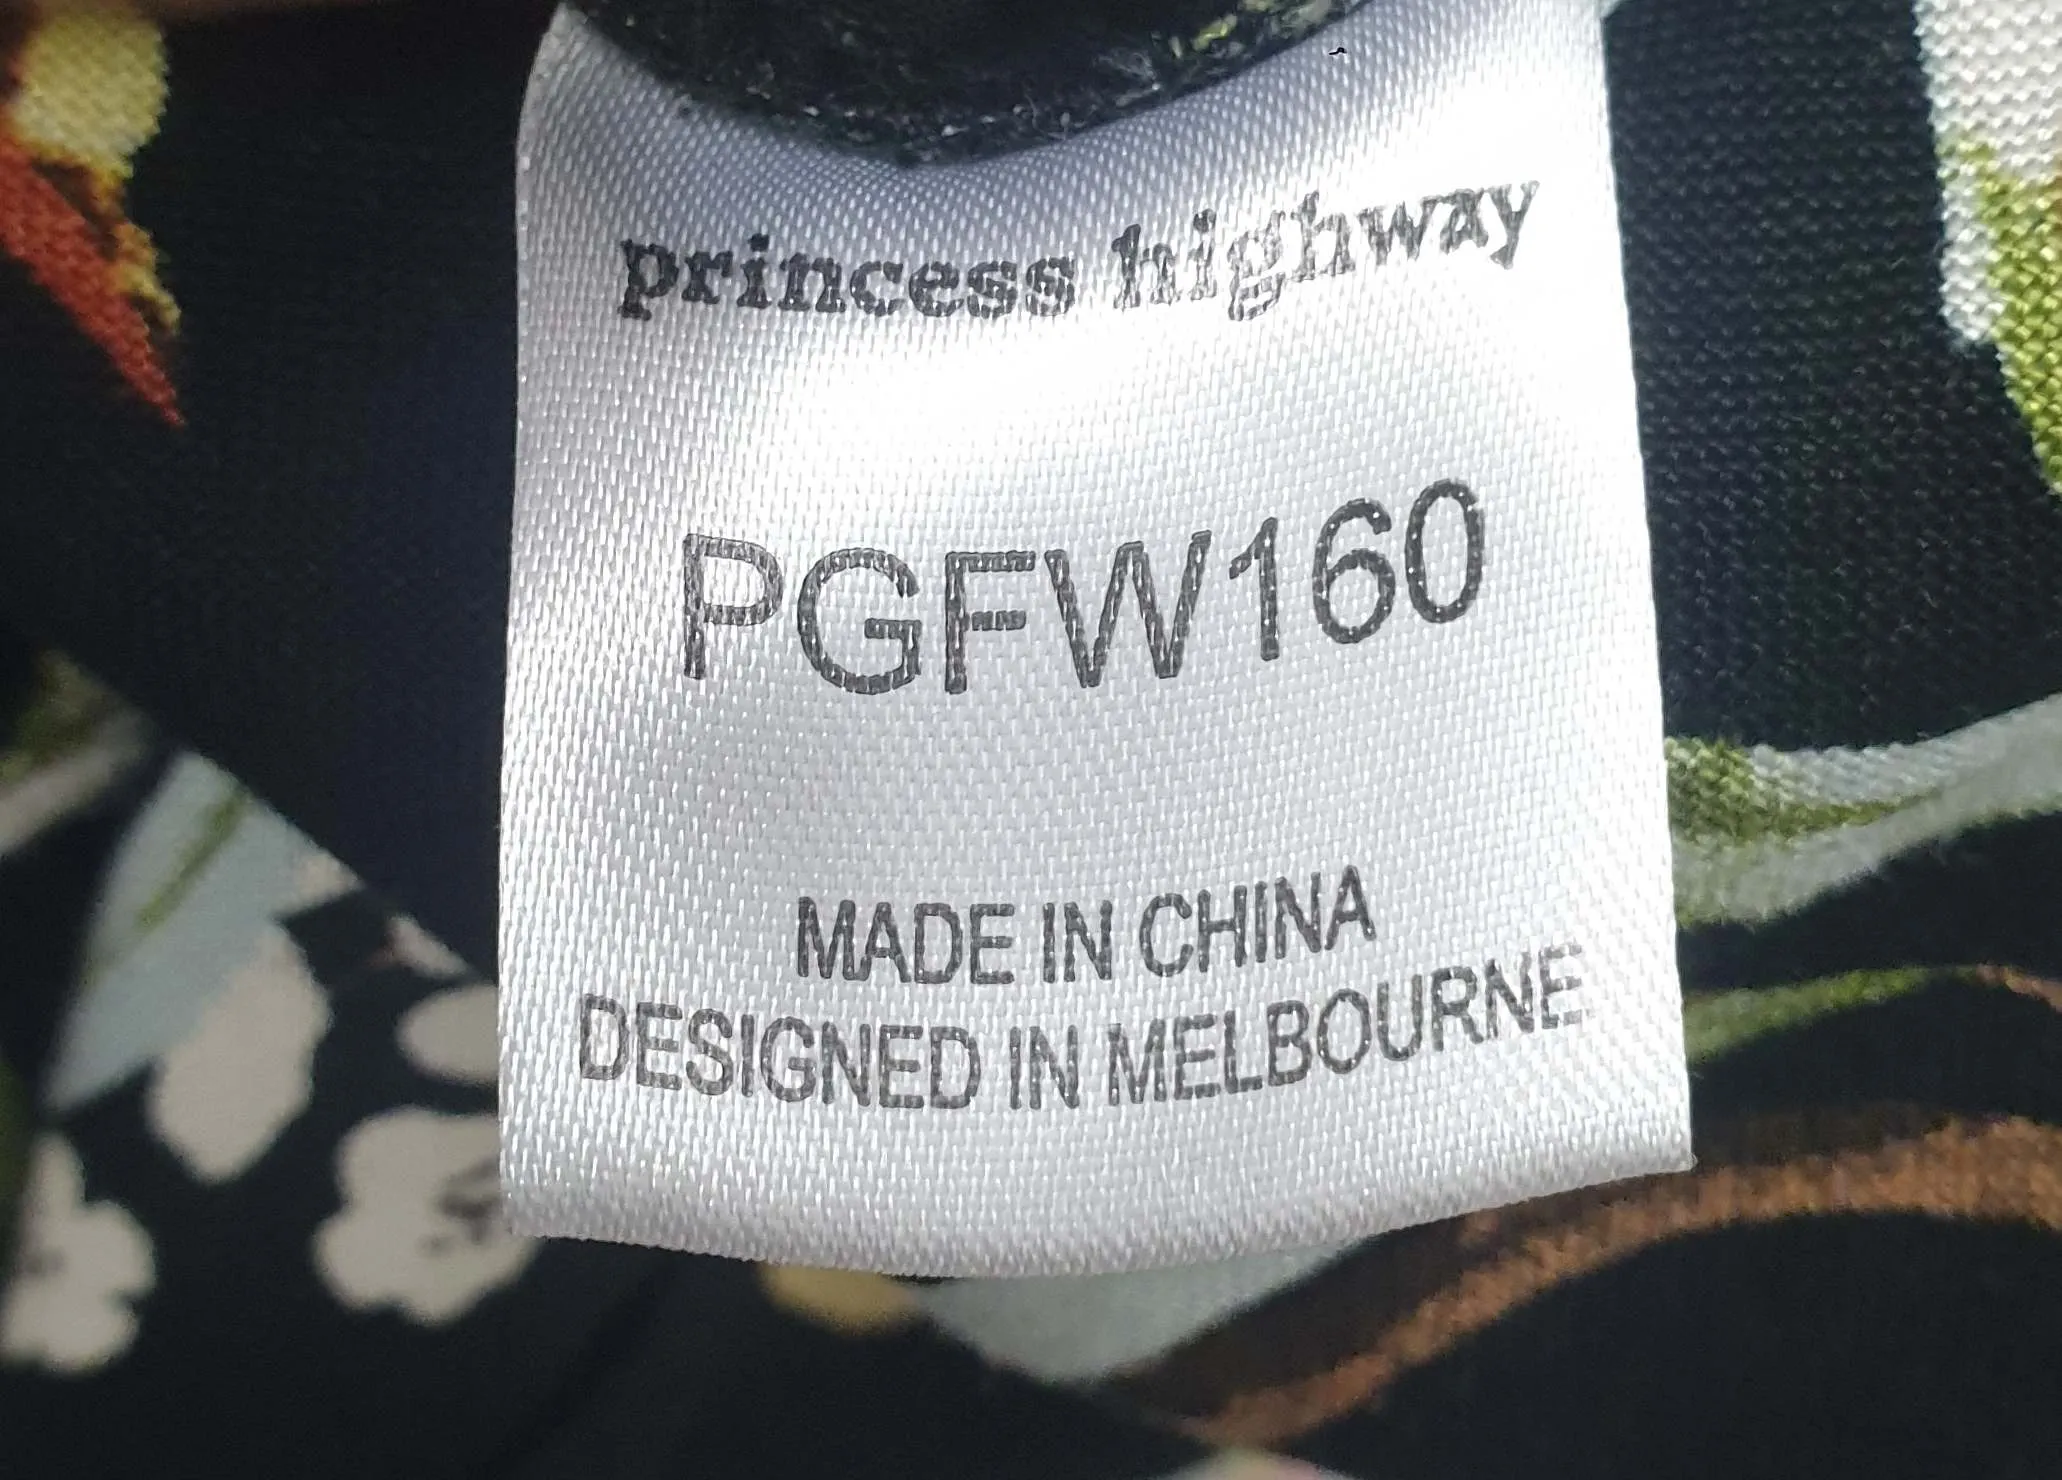 princess highway
PGFW160
MADE IN CHINA
DESIGNED IN MELBOURNE